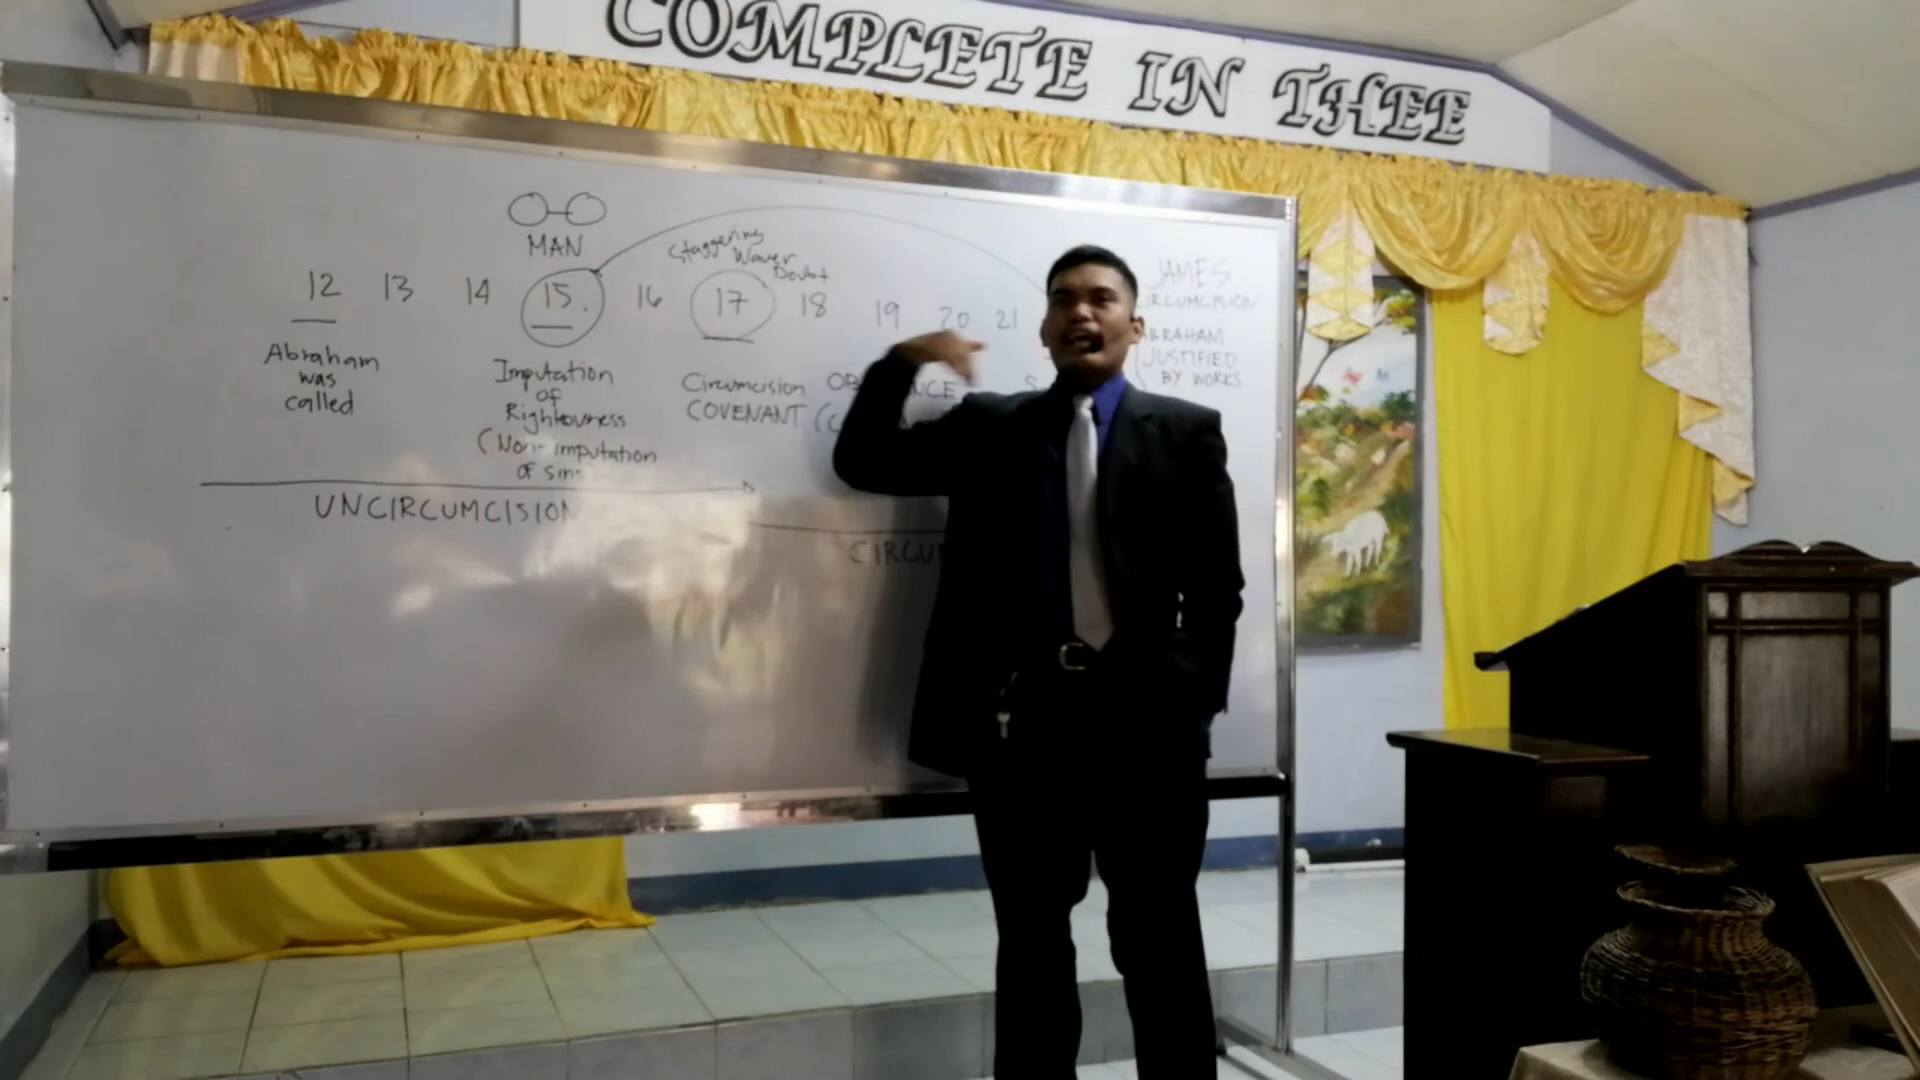 COMPLETE IN THEE
MAN
Staggering
Waver
Doubt
12 13 14 15. 16 17 18 19 20 21
Abraham
was
called
Imputation
of
Righteousness
(Non-imputation
of sin
Circumcision
COVENANT
JAMES
CIRCUMCISION
ABRAHAM
JUSTIFIED
BY WORKS
UNCIRCUMCISION